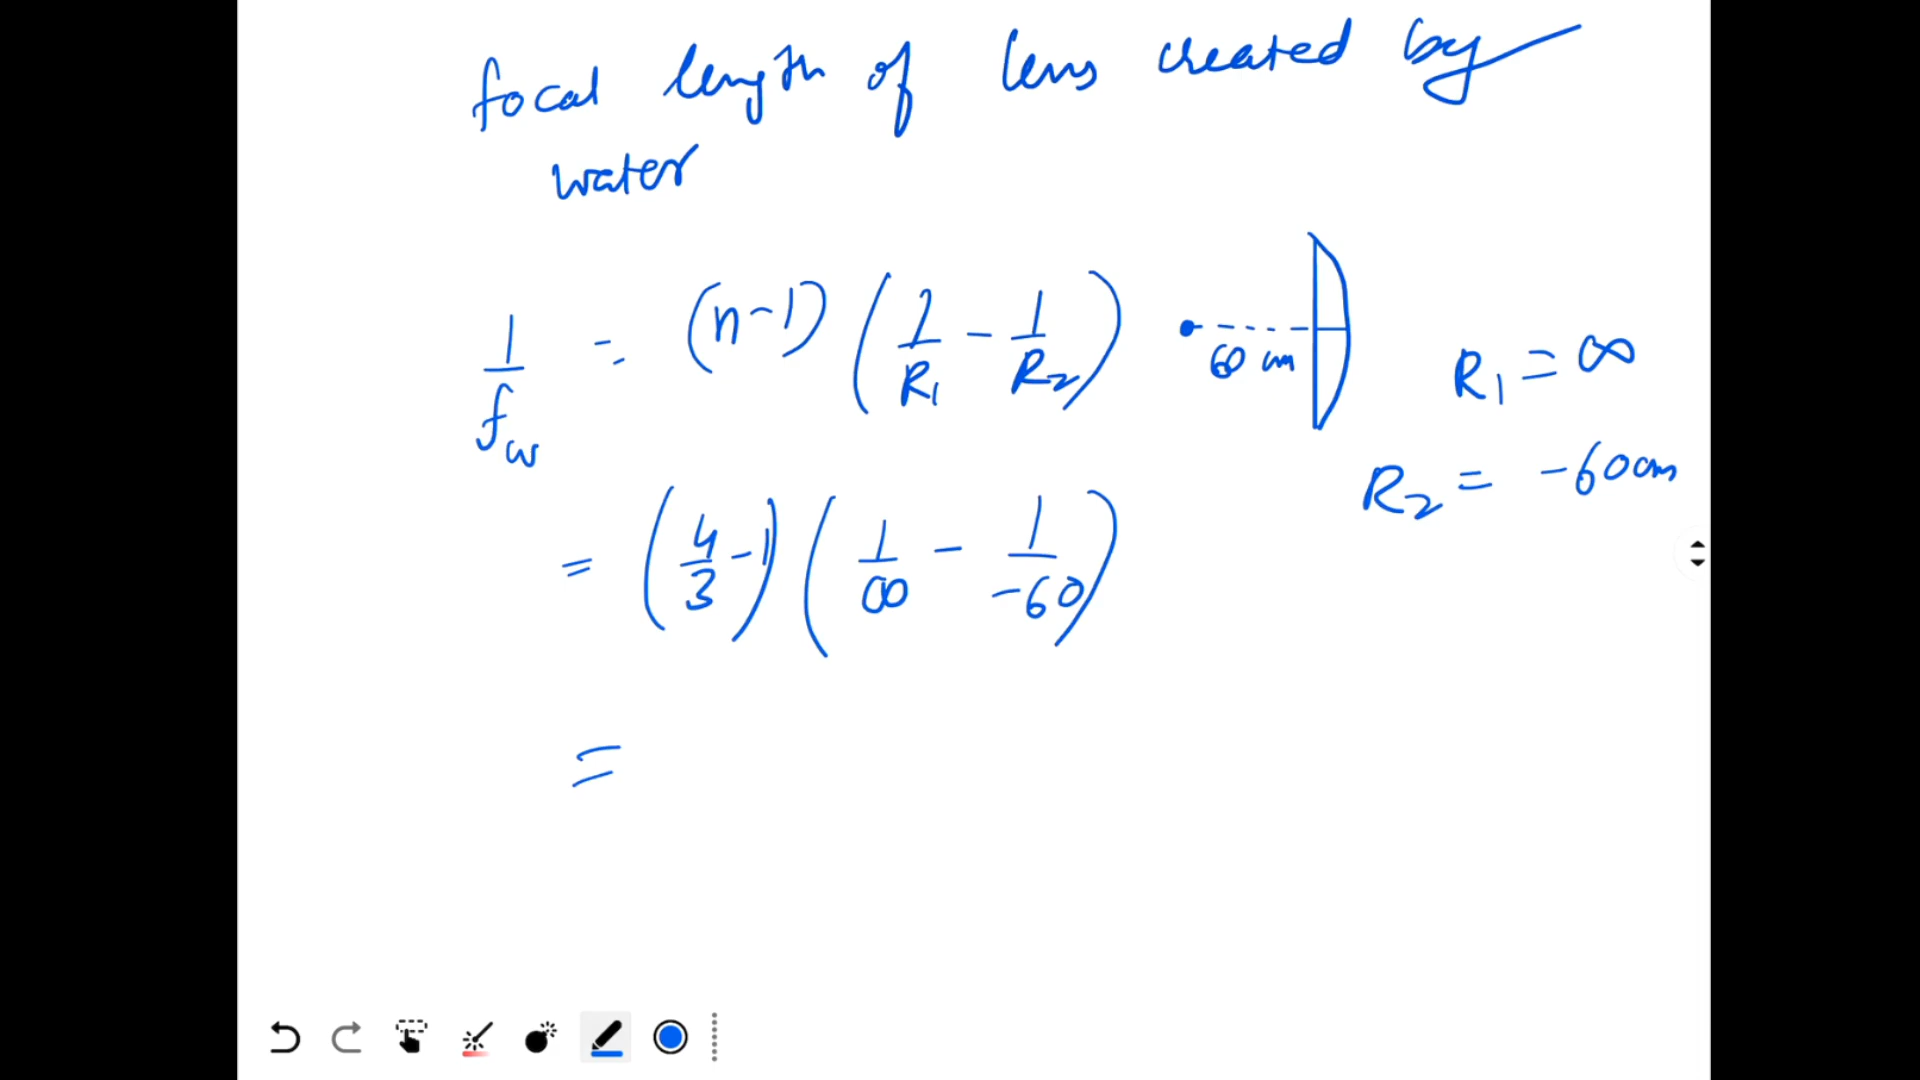 focal length of lens created by
water
1/f_w = (n-1) (1/R_1 - 1/R_2)
60 cm
R_1 = ∞
R_2 = -60cm
= (4/3 - 1) (1/∞ - 1/-60)
=